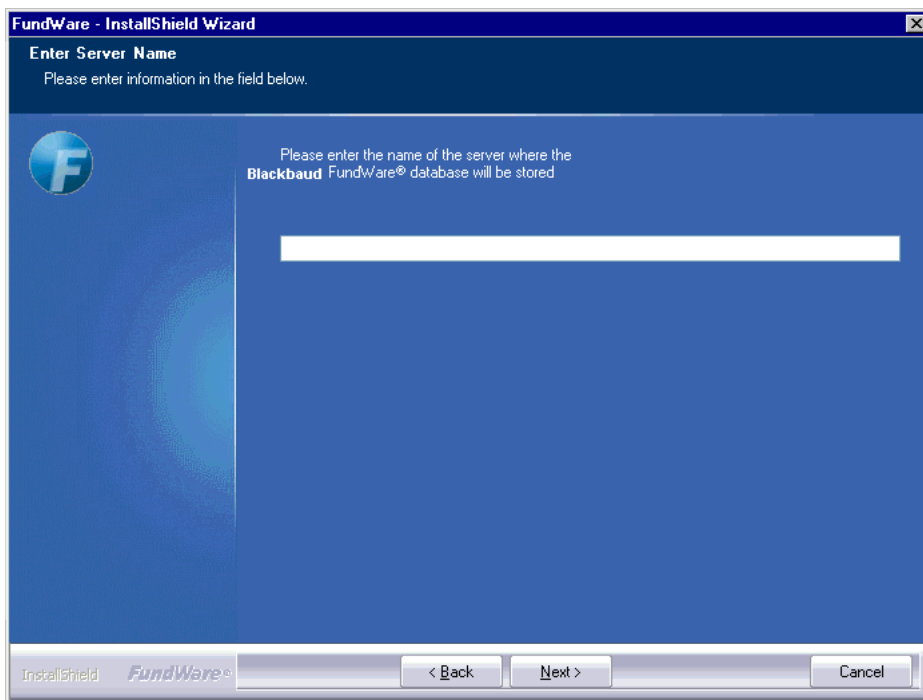 FundWare - InstallShield Wizard
Enter Server Name
Please enter information in the field below.
F
Please enter the name of the server where the
Blackbaud FundWare® database will be stored
InstallShield FundWare®
< Back
Next >
Cancel